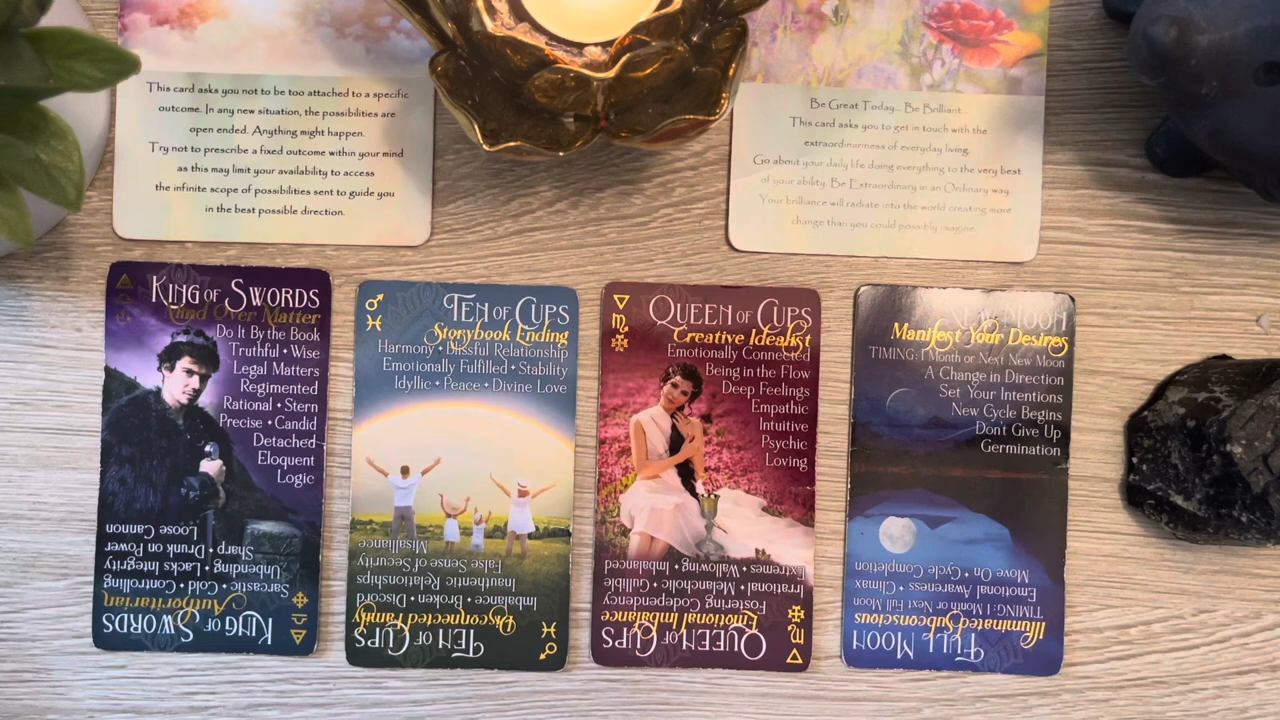 This card asks you not to be too attached to a specific
outcome. In any new situation, the possibilities are
open ended. Anything might happen.
Try not to prescribe a fixed outcome within your mind
as this may limit your availability to access
the infinite scope of possibilities sent to guide you
in the best possible direction.
Be Great Today... Be Brilliant...
This card asks you to get in touch with the
extraordinariness of everyday living.
Go about your daily life doing everything to the very best
of your ability. Be Extraordinary in an Ordinary way.
Your brilliance will radiate into the world creating more
change than you could possibly imagine.
King of Swords
Mind Over Matter
Do It By the Book
Truthful • Wise
Legal Matters
Regimented
Rational • Stern
Precise • Candid
Detached
Eloquent
Logic
King of Swords
Authoritarian
Sarcastic • Cold • Controlling
Unbending • Lacks Integrity
Sharp • Drunk on Power
Loose Cannon
Ten of Cups
Storybook Ending
Harmony • Blissful Relationship
Emotionally Fulfilled • Stability
Idyllic • Peace • Divine Love
Ten of Cups
Disconnected Family
Imbalance • Broken • Discord
Inauthentic Relationships
False Sense of Security
Misalliance
Queen of Cups
Creative Idealist
Emotionally Connected
Being in the Flow
Deep Feelings
Empathic
Intuitive
Psychic
Loving
Queen of Cups
Emotional Imbalance
Fostering Codependency
Irrational • Melancholic • Gullible
Extremes • Wallowing • Unbalanced
New Moon
Manifest Your Desires
TIMING: 1 Month or Next New Moon
A Change in Direction
Set Your Intentions
New Cycle Begins
Don't Give Up
Germination
Full Moon
Illuminated Subconscious
TIMING: 1 Month or Next Full Moon
Emotional Awareness • Climax
Move On • Cycle Completion